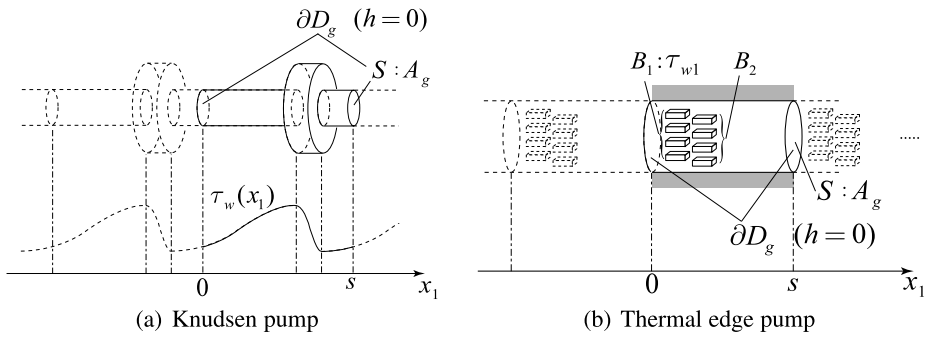 ∂D_g (h=0)
S : A_g
τ_w(x_1)
0
s
x_1
(a) Knudsen pump
B_1 : τ_w1
B_2
S : A_g
∂D_g (h=0)
0
s
x_1
(b) Thermal edge pump